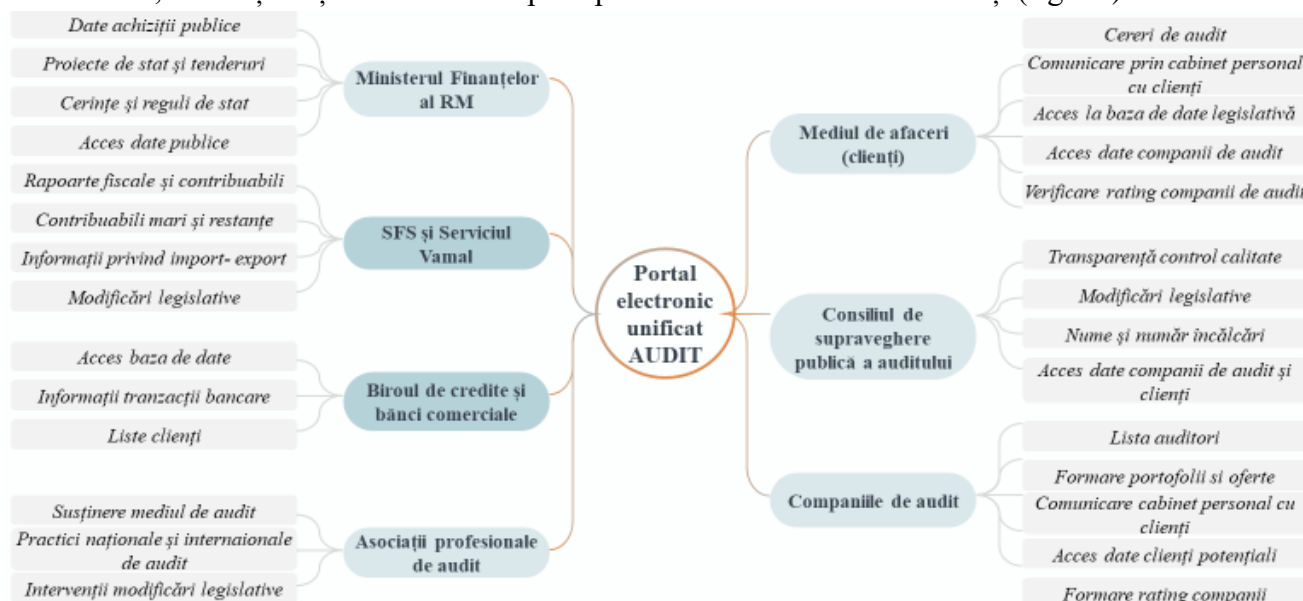 Date achiziții publice
Proiecte de stat și tenderuri
Cerințe și reguli de stat
Acces date publice
Ministerul Finanțelor
al RM
Rapoarte fiscale și contribuabili
Contribuabili mari și restanțe
Informații privind import- export
Modificări legislative
SFS și Serviciul
Vamal
Acces baza de date
Informații tranzacții bancare
Liste clienți
Biroul de credite și
bănci comerciale
Susținere mediul de audit
Practici naționale și internaionale
de audit
Intervenții modificări legislative
Asociații profesionale
de audit
Portal
electronic
unificat
AUDIT
Mediul de afaceri
(clienți)
Cereri de audit
Comunicare prin cabinet personal
cu clienți
Acces la baza de date legislativă
Acces date companii de audit
Verificare rating companii de audit
Consiliul de
supraveghere
publică a auditului
Transparență control calitate
Modificări legislative
Nume și număr încălcări
Acces date companii de audit și
clienți
Companiile de audit
Lista auditori
Formare portofolii si oferte
Comunicare cabinet personal cu
clienți
Acces date clienți potențiali
Formare rating companii